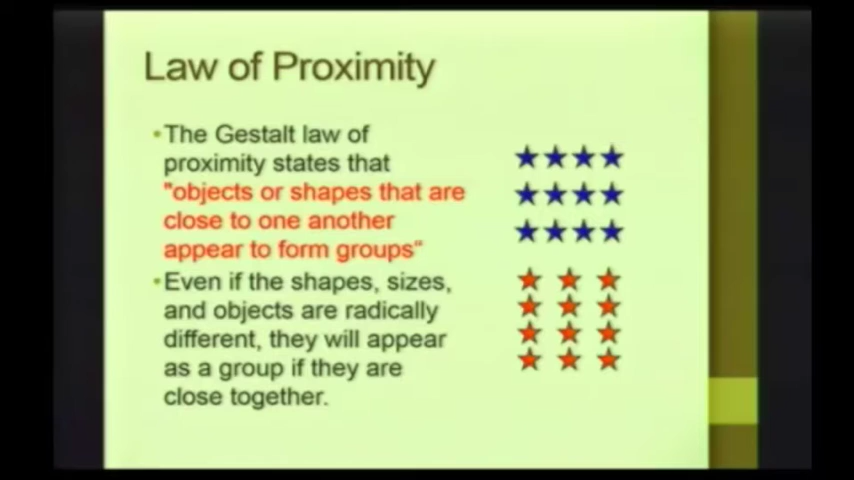 Law of Proximity
•The Gestalt law of
proximity states that
"objects or shapes that are
close to one another
appear to form groups“
•Even if the shapes, sizes,
and objects are radically
different, they will appear
as a group if they are
close together.